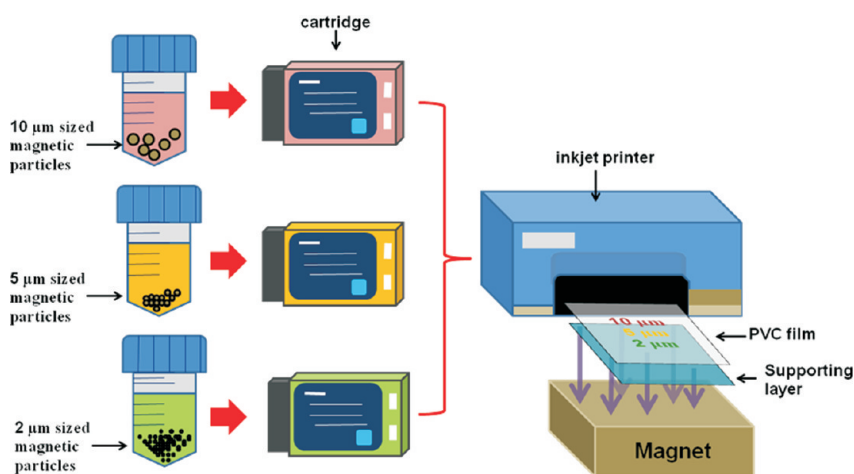 cartridge
10 μm sized
magnetic
particles
inkjet printer
5 μm sized
magnetic
particles
10 μm
5 μm
2 μm
PVC film
Supporting
layer
2 μm sized
magnetic
particles
Magnet